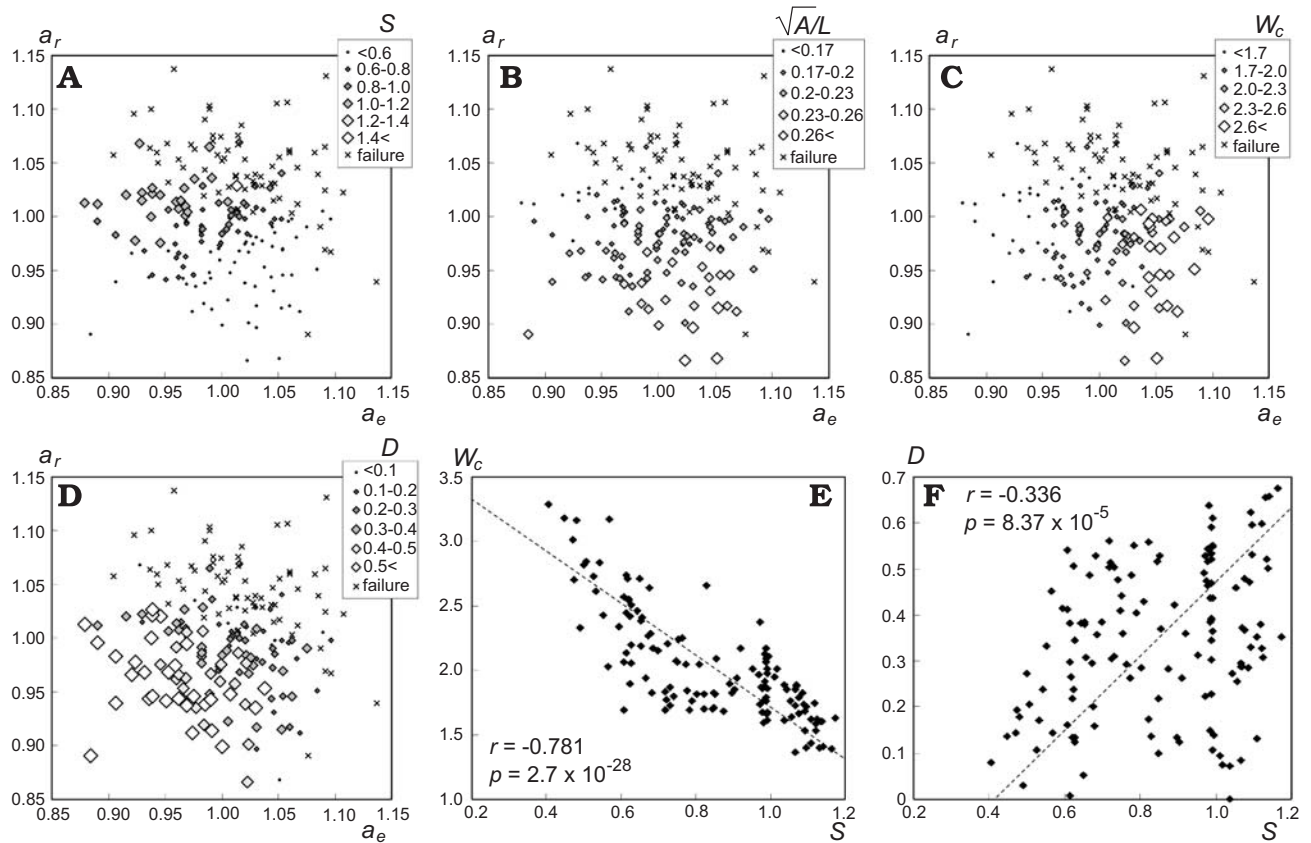 A
a_r
S
<0.6
0.6-0.8
0.8-1.0
1.0-1.2
1.2-1.4
1.4<
failure
1.15
1.10
1.05
1.00
0.95
0.90
0.85
0.85 0.90 0.95 1.00 1.05 1.10 1.15
a_e
B
a_r
√A/L
<0.17
0.17-0.2
0.2-0.23
0.23-0.26
0.26<
failure
1.15
1.10
1.05
1.00
0.95
0.90
0.85
0.85 0.90 0.95 1.00 1.05 1.10 1.15
a_e
C
a_r
W_c
<1.7
1.7-2.0
2.0-2.3
2.3-2.6
2.6<
failure
1.15
1.10
1.05
1.00
0.95
0.90
0.85
0.85 0.90 0.95 1.00 1.05 1.10 1.15
a_e
D
a_r
D
<0.1
0.1-0.2
0.2-0.3
0.3-0.4
0.4-0.5
0.5<
failure
1.15
1.10
1.05
1.00
0.95
0.90
0.85
0.85 0.90 0.95 1.00 1.05 1.10 1.15
a_e
W_c
E
3.5
3.0
2.5
2.0
1.5
1.0
r = -0.781
p = 2.7 x 10^-28
0.2 0.4 0.6 0.8 1.0 1.2
S
D
F
r = -0.336
p = 8.37 x 10^-5
0.7
0.6
0.5
0.4
0.3
0.2
0.1
0
0.2 0.4 0.6 0.8 1.0 1.2
S